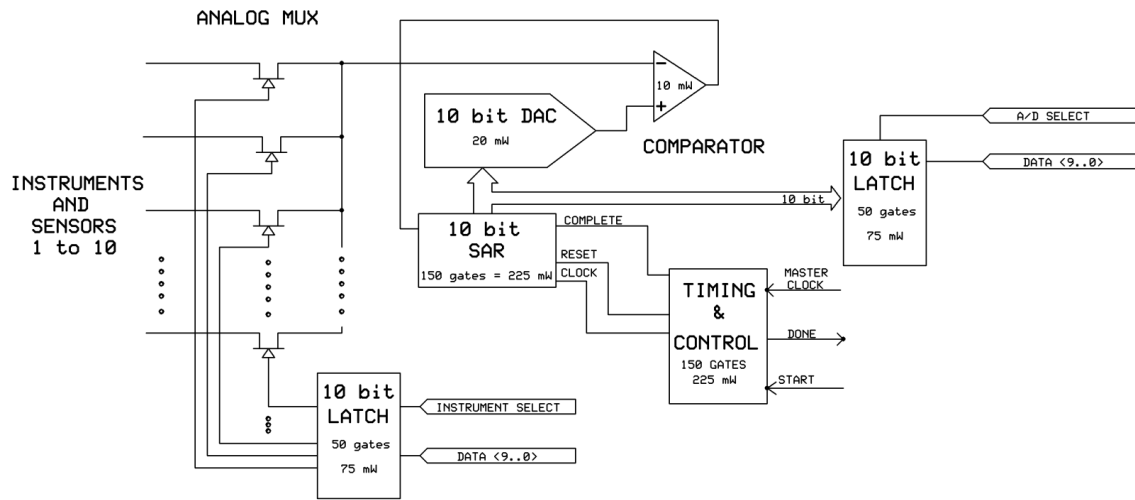 ANALOG MUX
10 mW
10 bit DAC
20 mW
COMPARATOR
A/D SELECT
DATA <9..0>
10 bit
LATCH
50 gates
75 mW
INSTRUMENTS
AND
SENSORS
1 to 10
10 bit
10 bit
SAR
150 gates = 225 mW
COMPLETE
RESET
CLOCK
TIMING
&
CONTROL
150 GATES
225 mW
MASTER
CLOCK
DONE
START
10 bit
LATCH
50 gates
75 mW
INSTRUMENT SELECT
DATA <9..0>